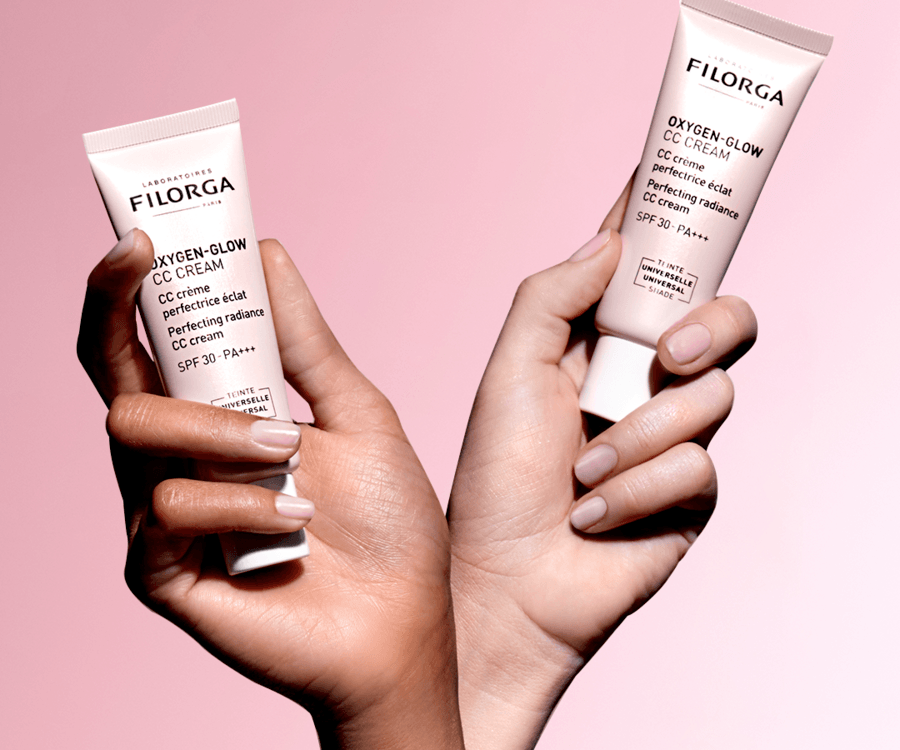 LABORATOIRES
FILORGA
PARIS
OXYGEN-GLOW
CC CREAM
CC crème
perfectrice éclat
Perfecting radiance
CC cream
SPF 30-PA+++
TEINTE
UNIVERSELLE
UNIVERSAL
LABORATOIRES
FILORGA
PARIS
OXYGEN-GLOW
CC CREAM
CC crème
perfectrice éclat
Perfecting radiance
CC cream
SPF 30-PA+++
TEINTE
UNIVERSELLE
UNIVERSAL
SHADE